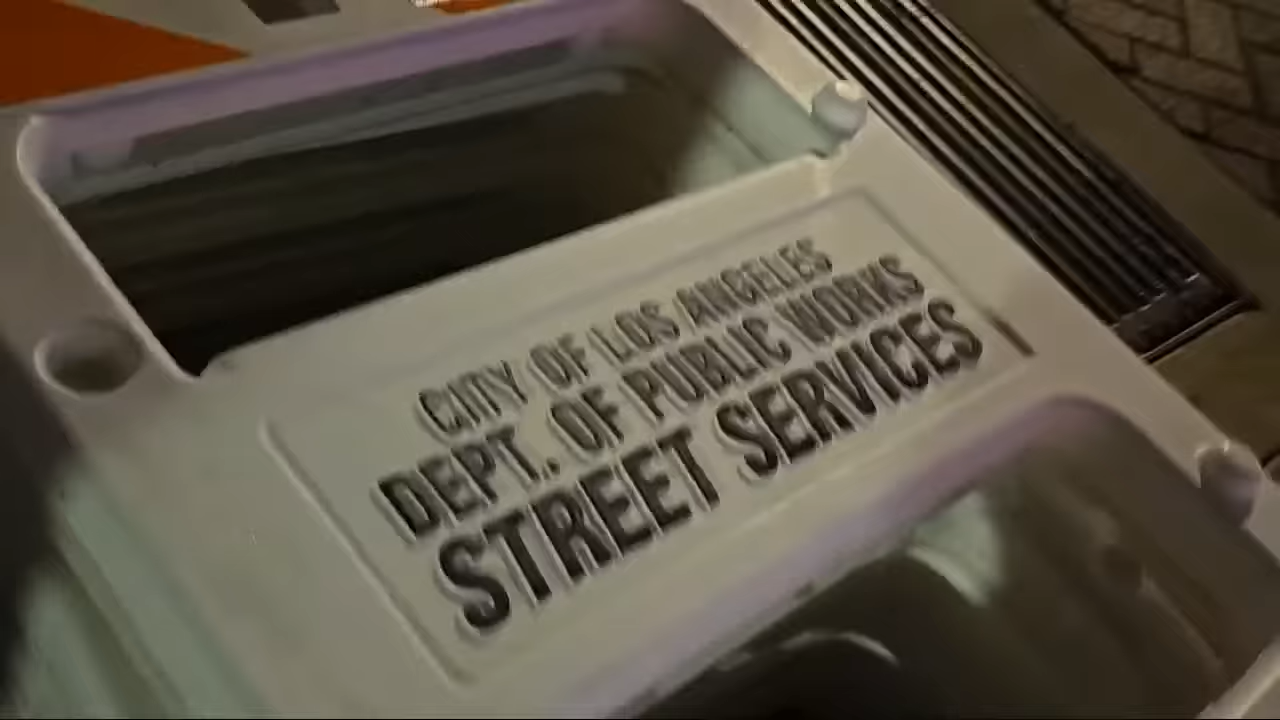 CITY OF LOS ANGELES
DEPT. OF PUBLIC WORKS
STREET SERVICES